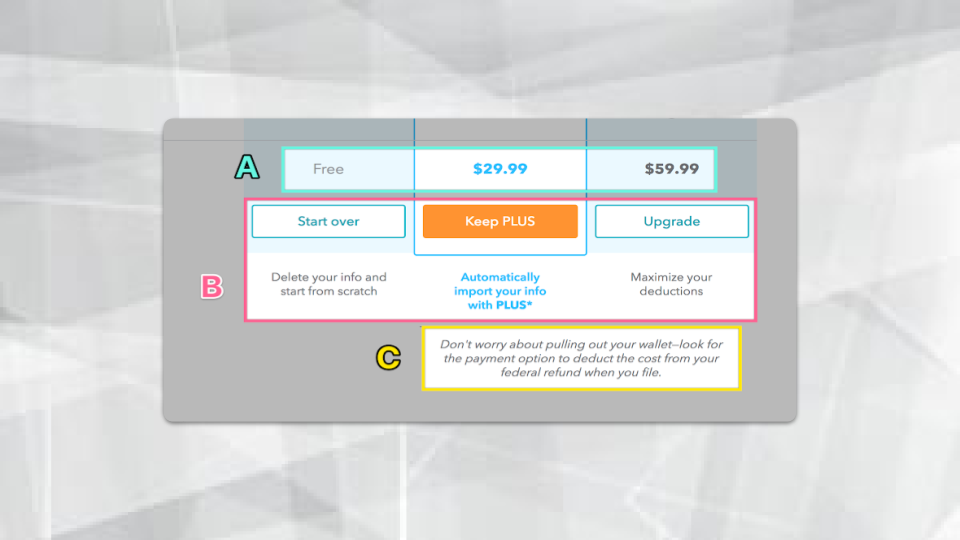 A
Free
$29.99
$59.99
B
Start over
Keep PLUS
Upgrade
Delete your info and
start from scratch
Automatically
import your info
with PLUS*
Maximize your
deductions
C
Don't worry about pulling out your wallet—look for
the payment option to deduct the cost from your
federal refund when you file.